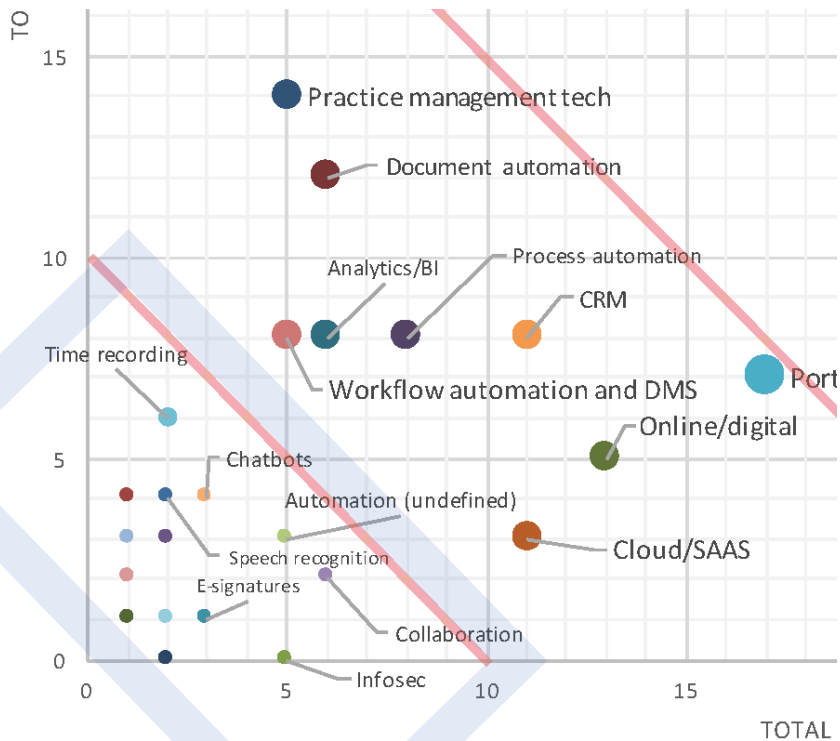 TO
15
Practice management tech
Document automation
10
Process automation
Analytics/BI
CRM
Time recording
Port
Workflow automation and DMS
Online/digital
5
Chatbots
Automation (undefined)
Cloud/SAAS
Speech recognition
E-signatures
Collaboration
0
Infosec
0 5 10 15
TOTAL